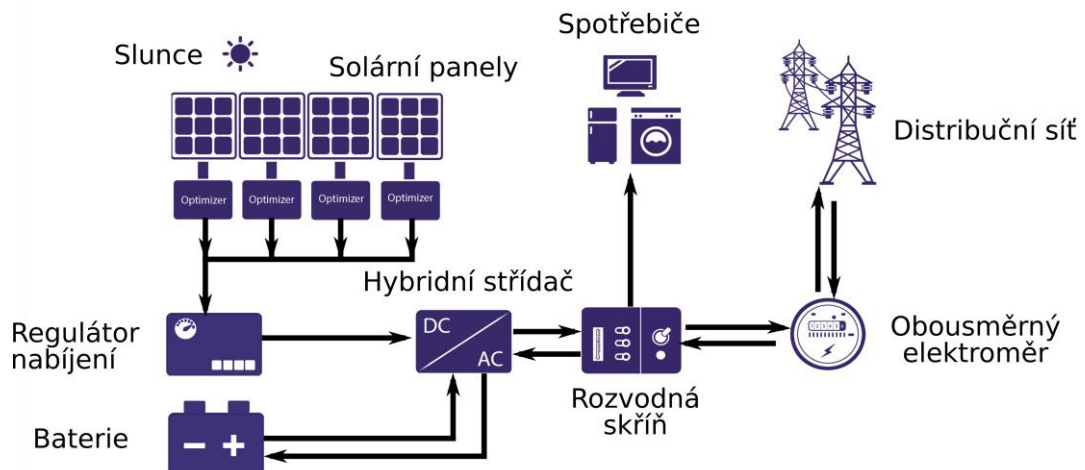 Spotřebiče
Slunce
Solární panely
Distribuční síť
Optimizer
Optimizer
Optimizer
Optimizer
Hybridní střídač
Regulátor
nabíjení
DC
AC
Obousměrný
elektroměr
Rozvodná
skříň
Baterie